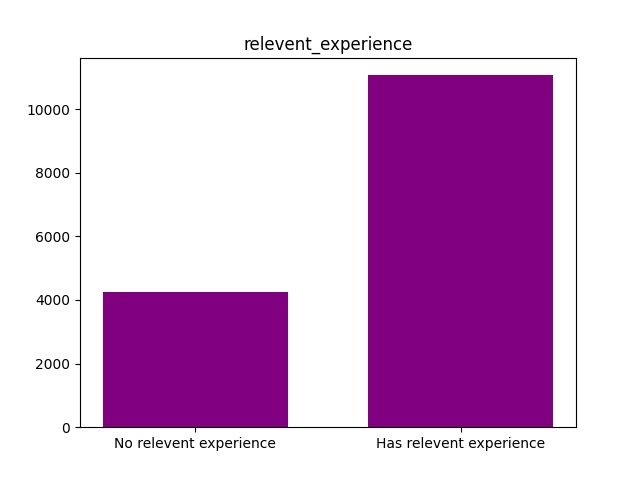 relevent_experience
10000
8000
6000
4000
2000
0
No relevent experience
Has relevent experience